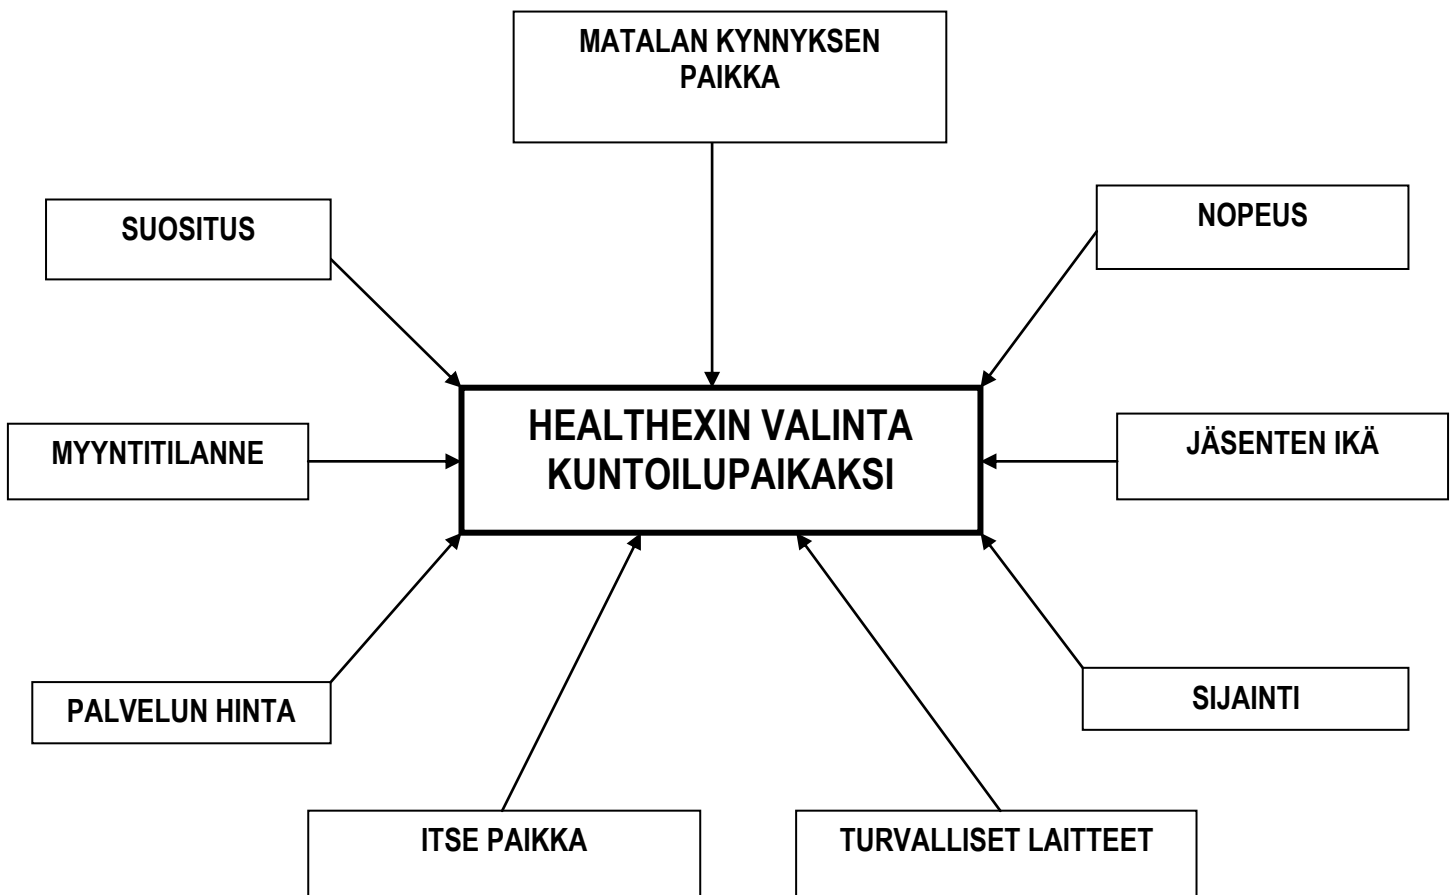 MATALAN KYNNYKSEN
PAIKKA
SUOSITUS
NOPEUS
HEALTHEXIN VALINTA
KUNTOILUPAIKAKSI
MYYNTITILANNE
JÄSENTEN IKÄ
PALVELUN HINTA
SIJAINTI
ITSE PAIKKA
TURVALLISET LAITTEET